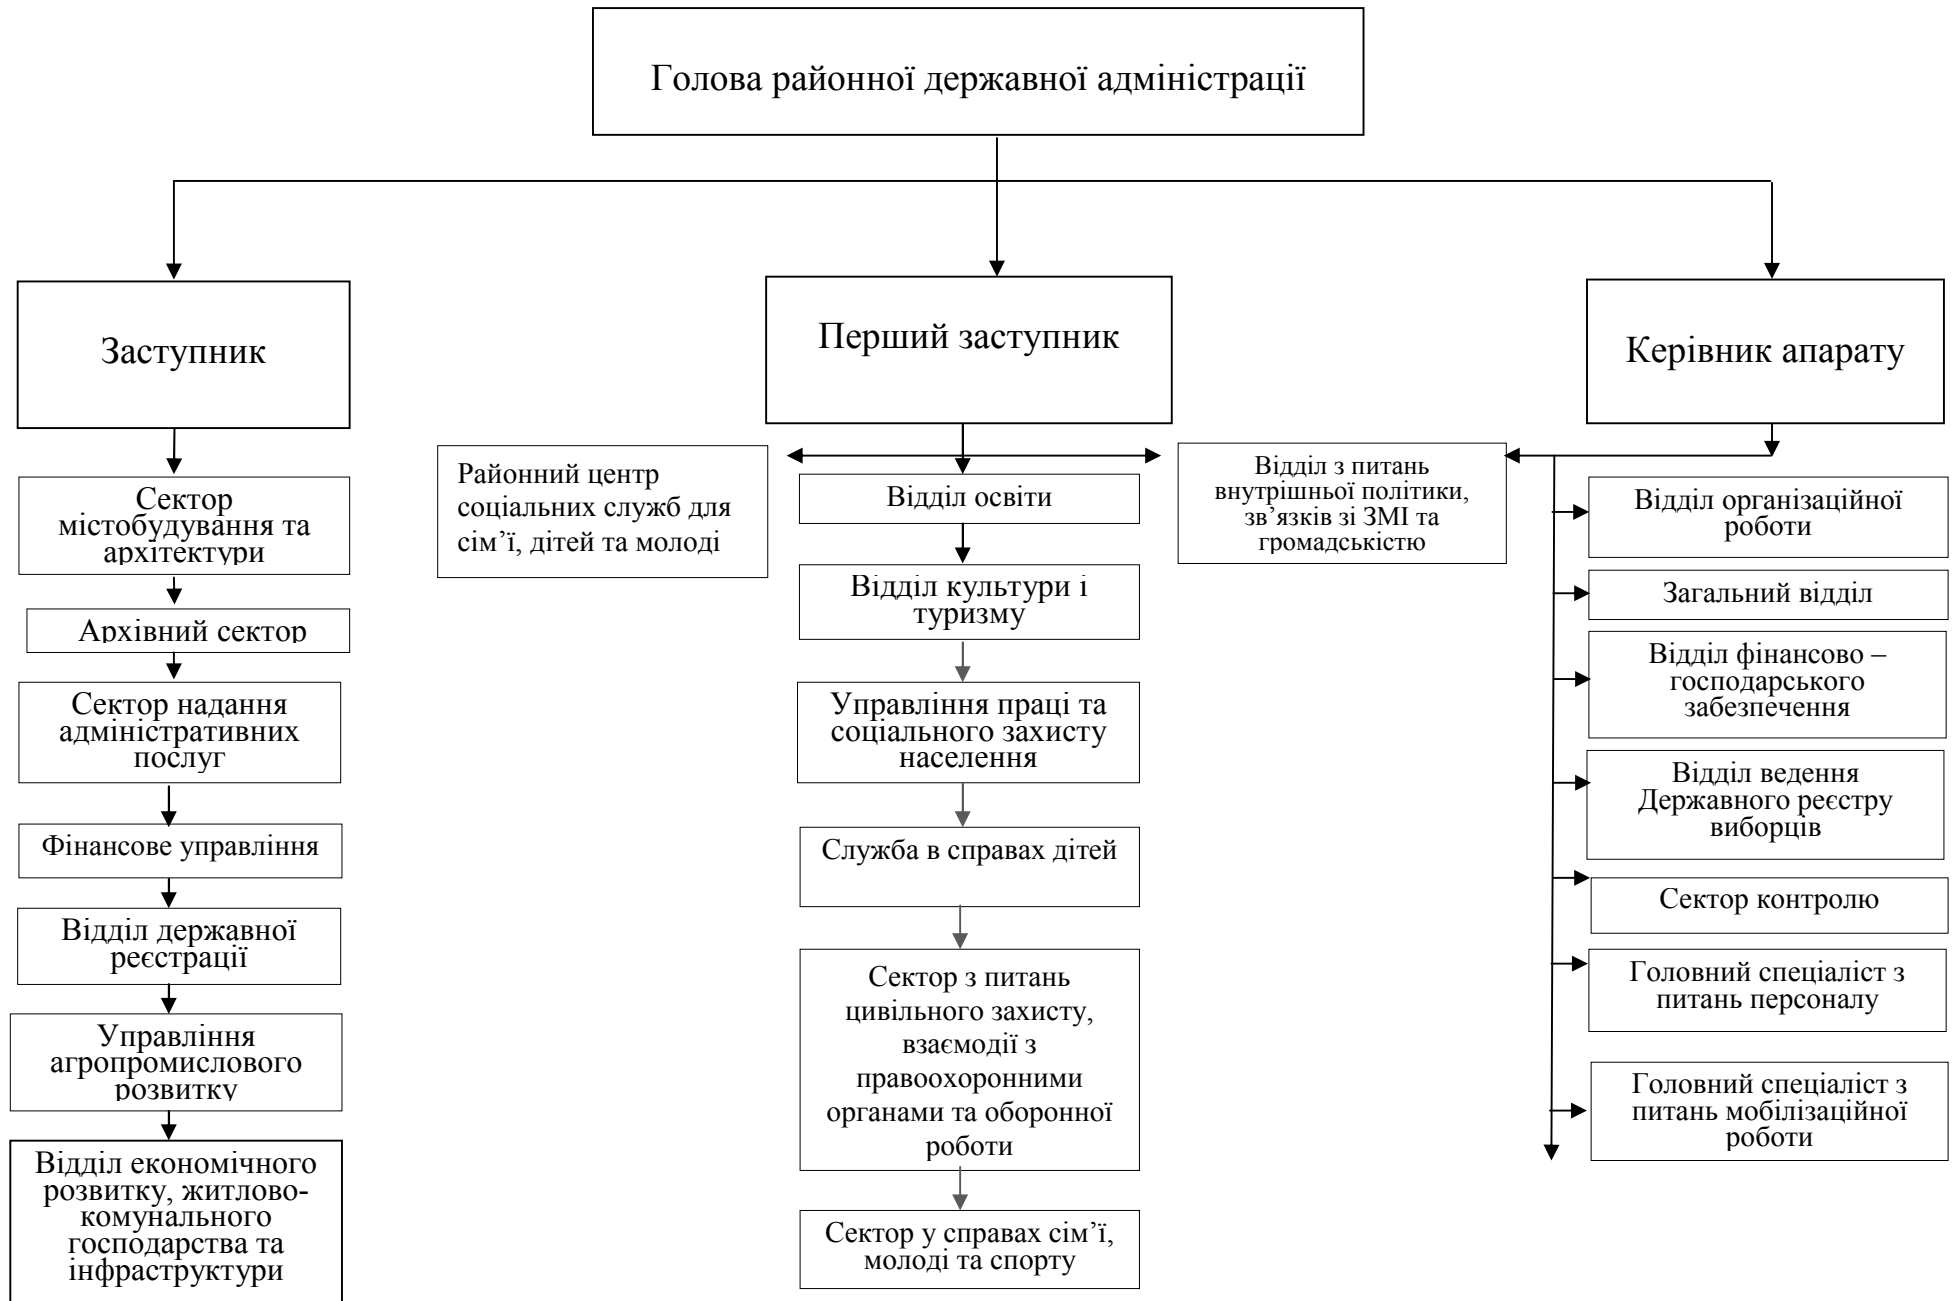 Голова районної державної адміністрації
Заступник
Перший заступник
Керівник апарату
Сектор
містобудування та
архітектури
Архівний сектор
Сектор надання
адміністративних
послуг
Фінансове управління
Відділ державної
реєстрації
Управління
агропромислового
розвитку
Відділ економічного
розвитку, житлово-
комунального
господарства та
інфраструктури
Районний центр
соціальних служб для
сім’ї, дітей та молоді
Відділ освіти
Відділ культури і
туризму
Управління праці та
соціального захисту
населення
Служба в справах дітей
Сектор з питань
цивільного захисту,
взаємодії з
правоохоронними
органами та оборонної
роботи
Сектор у справах сім’ї,
молоді та спорту
Відділ з питань
внутрішньої політики,
зв’язків зі ЗМІ та
громадськістю
Відділ організаційної
роботи
Загальний відділ
Відділ фінансово –
господарського
забезпечення
Відділ ведення
Державного реєстру
виборців
Сектор контролю
Головний спеціаліст з
питань персоналу
Головний спеціаліст з
питань мобілізаційної
роботи